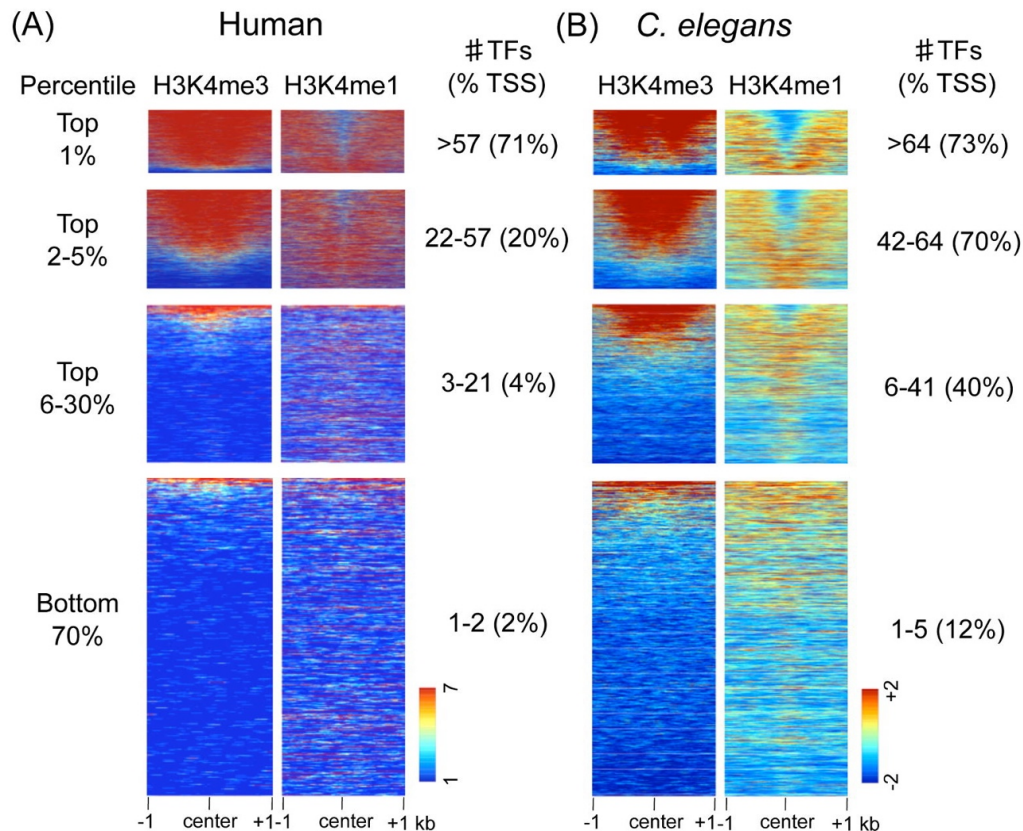 (A) Human
# TFs
(% TSS)
Percentile H3K4me3 H3K4me1
Top
1%
>57 (71%)
Top
2-5%
22-57 (20%)
Top
6-30%
3-21 (4%)
Bottom
70%
1-2 (2%)
7
1
-1 center +1 -1 center +1 kb
(B) C. elegans
# TFs
(% TSS)
H3K4me3 H3K4me1
>64 (73%)
42-64 (70%)
6-41 (40%)
1-5 (12%)
+2
-2
-1 center +1 -1 center +1 kb